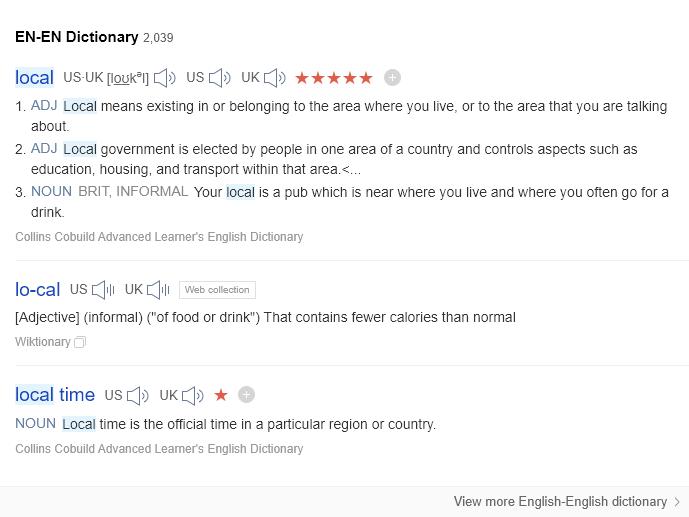 EN-EN Dictionary 2,039
local US·UK [loʊkᵊl] US UK ★★★★★
1. ADJ Local means existing in or belonging to the area where you live, or to the area that you are talking
about.
2. ADJ Local government is elected by people in one area of a country and controls aspects such as
education, housing, and transport within that area.<...
3. NOUN BRIT, INFORMAL Your local is a pub which is near where you live and where you often go for a
drink.
Collins Cobuild Advanced Learner's English Dictionary
lo-cal US UK Web collection
[Adjective] (informal) ("of food or drink") That contains fewer calories than normal
Wiktionary
local time US UK ★
NOUN Local time is the official time in a particular region or country.
Collins Cobuild Advanced Learner's English Dictionary
View more English-English dictionary >